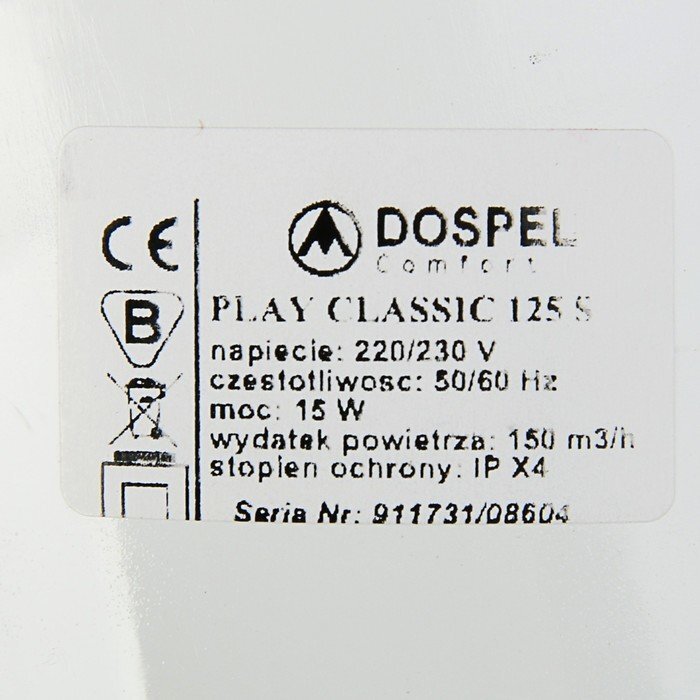 CE
B
DOSPEL
Comfort
PLAY CLASSIC 125 S
napiecie: 220/230 V
czestotliwosc: 50/60 Hz
moc: 15 W
wydatek powietrza: 150 m3/h
stopien ochrony: IP X4
Seria Nr: 911731/08604